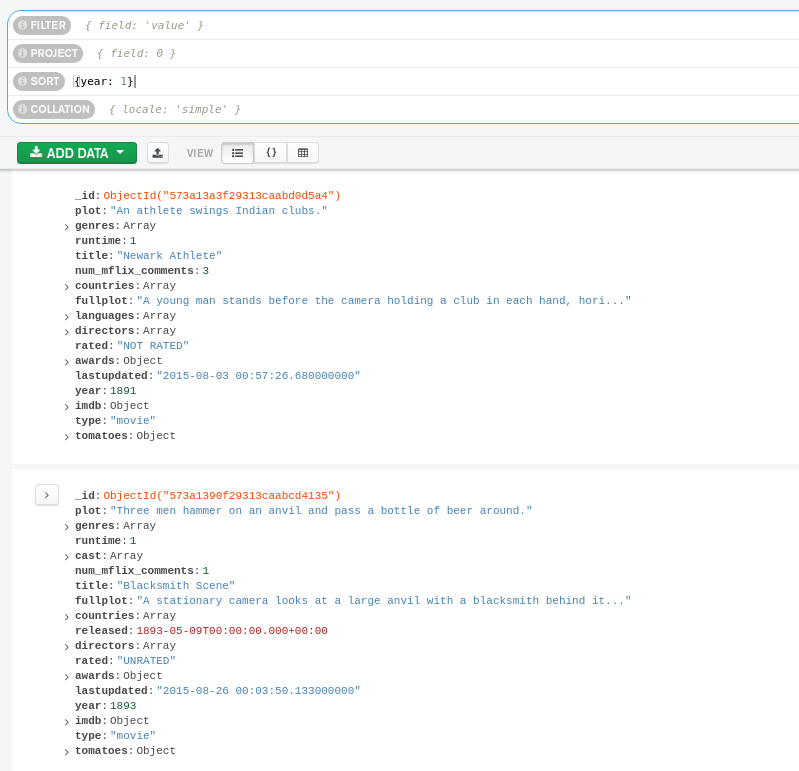 FILTER { field: 'value' }
PROJECT { field: 0 }
SORT {year: 1}
COLLATION { locale: 'simple' }
ADD DATA VIEW { }
_id: ObjectId("573a13a3f29313caabd0d5a4")
plot: "An athlete swings Indian clubs."
> genres: Array
runtime: 1
title: "Newark Athlete"
num_mflix_comments: 3
> countries: Array
fullplot: "A young man stands before the camera holding a club in each hand, hori..."
> languages: Array
> directors: Array
rated: "NOT RATED"
> awards: Object
lastupdated: "2015-08-03 00:57:26.680000000"
year: 1891
> imdb: Object
type: "movie"
> tomatoes: Object
> _id: ObjectId("573a1390f29313caabcd4135")
plot: "Three men hammer on an anvil and pass a bottle of beer around."
> genres: Array
runtime: 1
> cast: Array
num_mflix_comments: 1
title: "Blacksmith Scene"
fullplot: "A stationary camera looks at a large anvil with a blacksmith behind it..."
> countries: Array
released: 1893-05-09T00:00:00.000+00:00
> directors: Array
rated: "UNRATED"
> awards: Object
lastupdated: "2015-08-26 00:03:50.133000000"
year: 1893
> imdb: Object
type: "movie"
> tomatoes: Object